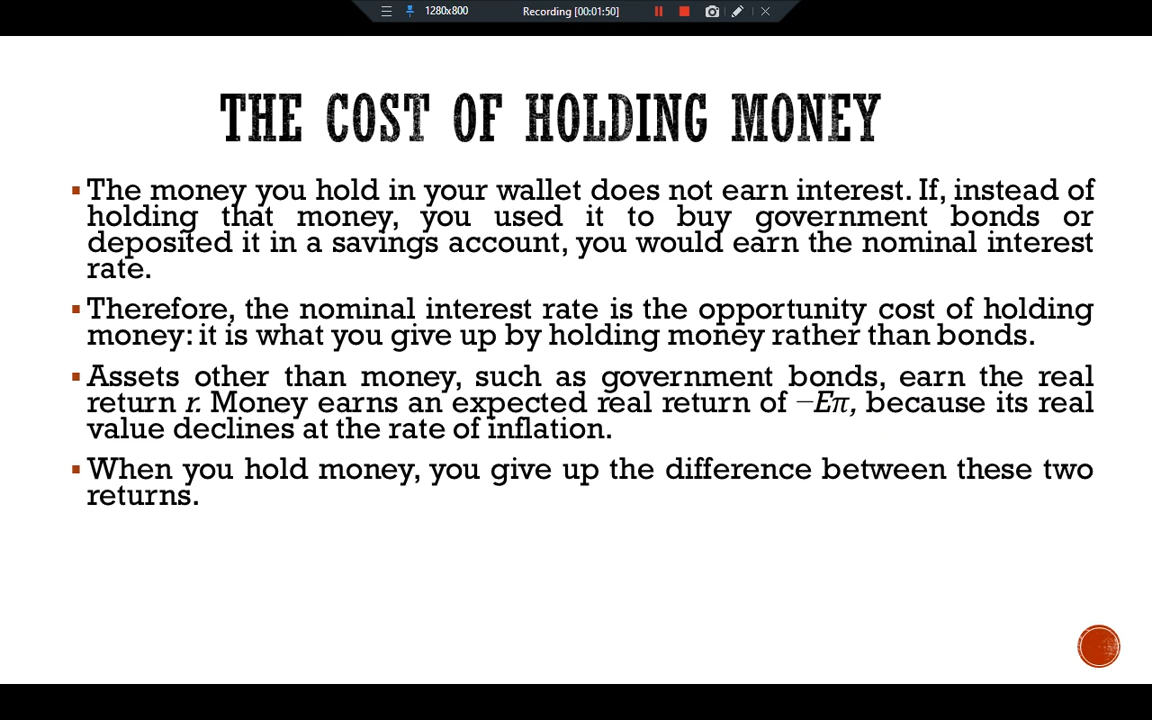 1280x800 Recording [00:01:50]
THE COST OF HOLDING MONEY
▪ The money you hold in your wallet does not earn interest. If, instead of
holding that money, you used it to buy government bonds or
deposited it in a savings account, you would earn the nominal interest
rate.
▪ Therefore, the nominal interest rate is the opportunity cost of holding
money: it is what you give up by holding money rather than bonds.
▪ Assets other than money, such as government bonds, earn the real
return r. Money earns an expected real return of −Eπ, because its real
value declines at the rate of inflation.
▪ When you hold money, you give up the difference between these two
returns.